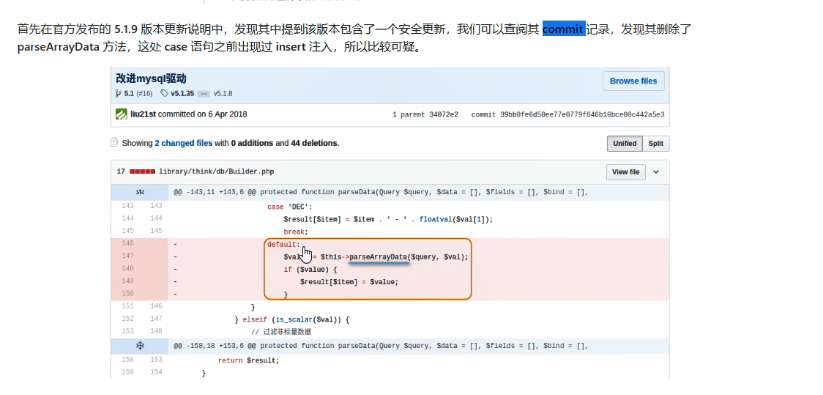 首先在官方发布的 5.1.9 版本更新说明中，发现其中提到该版本包含了一个安全更新，我们可以查阅其 commit 记录，发现其删除了
parseArrayData 方法，这处 case 语句之前出现过 insert 注入，所以比较可疑。
改进mysql驱动
Browse files
5.1 (#16) v5.1.35 ... v5.1.8
liu21st committed on 6 Apr 2018
1 parent 34072e2 commit 39bb0fe6d50ee77e0779f646b10bce08c442a5e3
Showing 2 changed files with 0 additions and 44 deletions.
Unified Split
17 library/think/db/Builder.php
View file
@@ -143,11 +143,6 @@ protected function parseData(Query $query, $data = [], $fields = [], $bind = [],
143 143 case 'DEC':
144 144 $result[$item] = $item . ' - ' . floatval($val[1]);
145 145 break;
146 - default:
147 - = $this->parseArrayData($query, $val);
148 - if ($value) {
149 - $result[$item] = $value;
150 - }
151 146 }
152 147 } elseif (is_scalar($val)) {
153 148 // 过滤非标量数据
@@ -158,18 +153,6 @@ protected function parseData(Query $query, $data = [], $fields = [], $bind = [],
158 153 return $result;
159 154 }